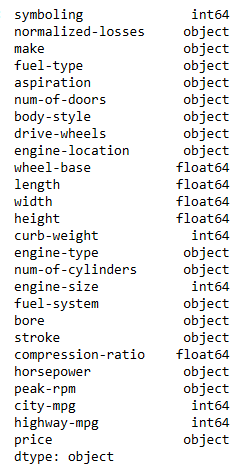 symboling int64
normalized-losses object
make object
fuel-type object
aspiration object
num-of-doors object
body-style object
drive-wheels object
engine-location object
wheel-base float64
length float64
width float64
height float64
curb-weight int64
engine-type object
num-of-cylinders object
engine-size int64
fuel-system object
bore object
stroke object
compression-ratio float64
horsepower object
peak-rpm object
city-mpg int64
highway-mpg int64
price object
dtype: object